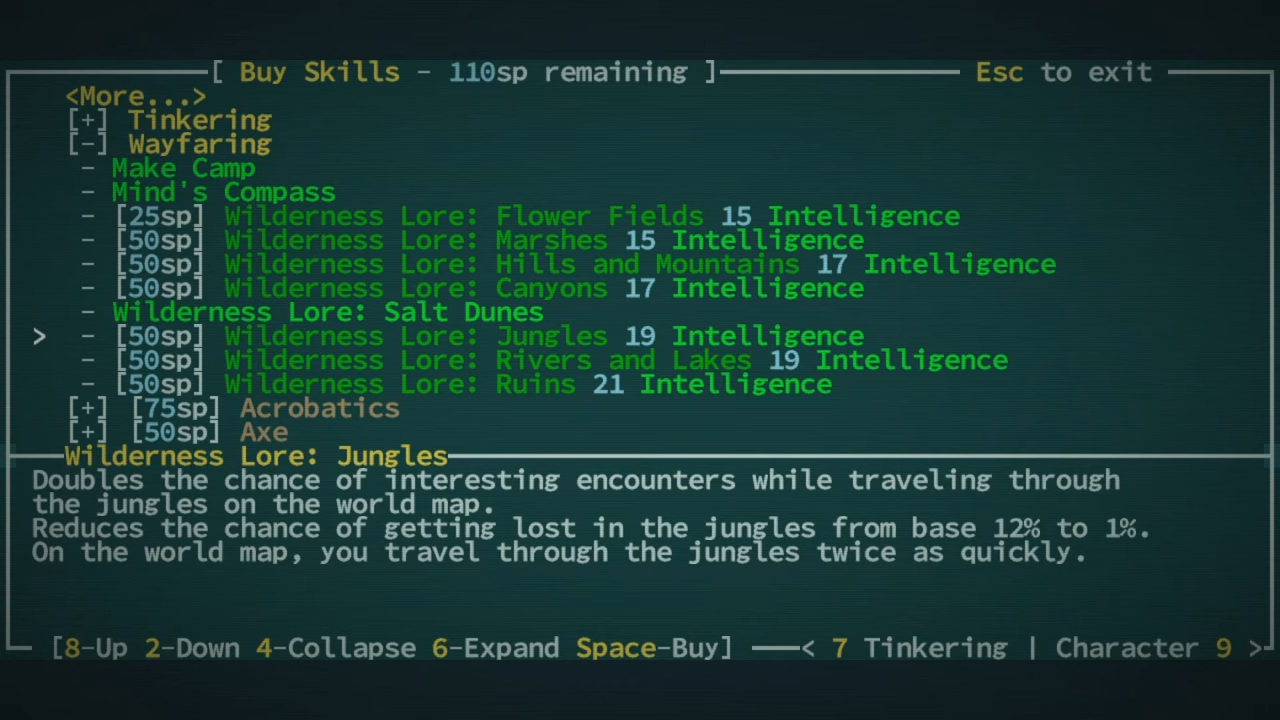 [ Buy Skills - 110sp remaining ] Esc to exit
<More...>
[+] Tinkering
[-] Wayfaring
- Make Camp
- Mind's Compass
- [25sp] Wilderness Lore: Flower Fields 15 Intelligence
- [50sp] Wilderness Lore: Marshes 15 Intelligence
- [50sp] Wilderness Lore: Hills and Mountains 17 Intelligence
- [50sp] Wilderness Lore: Canyons 17 Intelligence
- Wilderness Lore: Salt Dunes
> - [50sp] Wilderness Lore: Jungles 19 Intelligence
- [50sp] Wilderness Lore: Rivers and Lakes 19 Intelligence
- [50sp] Wilderness Lore: Ruins 21 Intelligence
[+] [75sp] Acrobatics
[+] [50sp] Axe
Wilderness Lore: Jungles
Doubles the chance of interesting encounters while traveling through
the jungles on the world map.
Reduces the chance of getting lost in the jungles from base 12% to 1%.
On the world map, you travel through the jungles twice as quickly.
[8-Up 2-Down 4-Collapse 6-Expand Space-Buy] < 7 Tinkering | Character 9 >